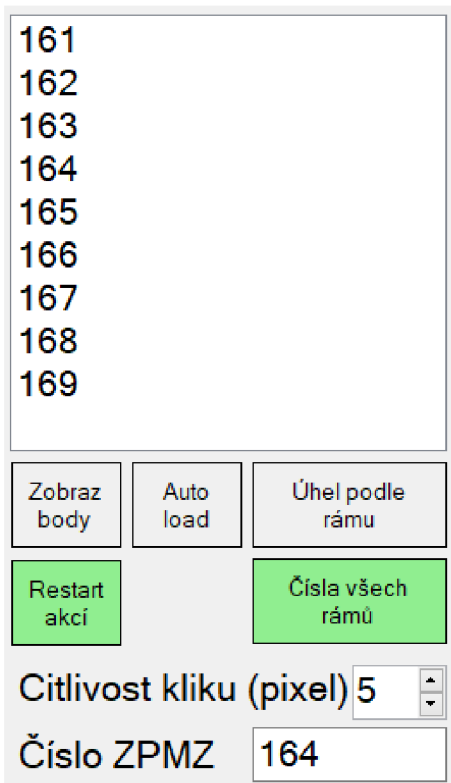 161
162
163
164
165
166
167
168
169
Zobraz body
Auto load
Úhel podle rámu
Restart akcí
Čísla všech rámů
Citlivost kliku (pixel) 5
Číslo ZPMZ 164